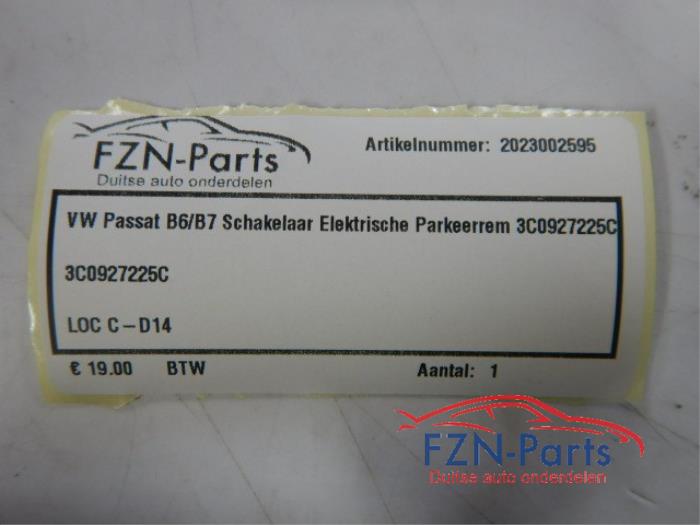 FZN-Parts
Duitse auto onderdelen
Artikelnummer: 2023002595
VW Passat B6/B7 Schakelaar Elektrische Parkeerrem 3C0927225C
3C0927225C
LOC C-D14
€ 19.00 BTW Aantal: 1
FZN-Parts
Duitse auto onderdelen